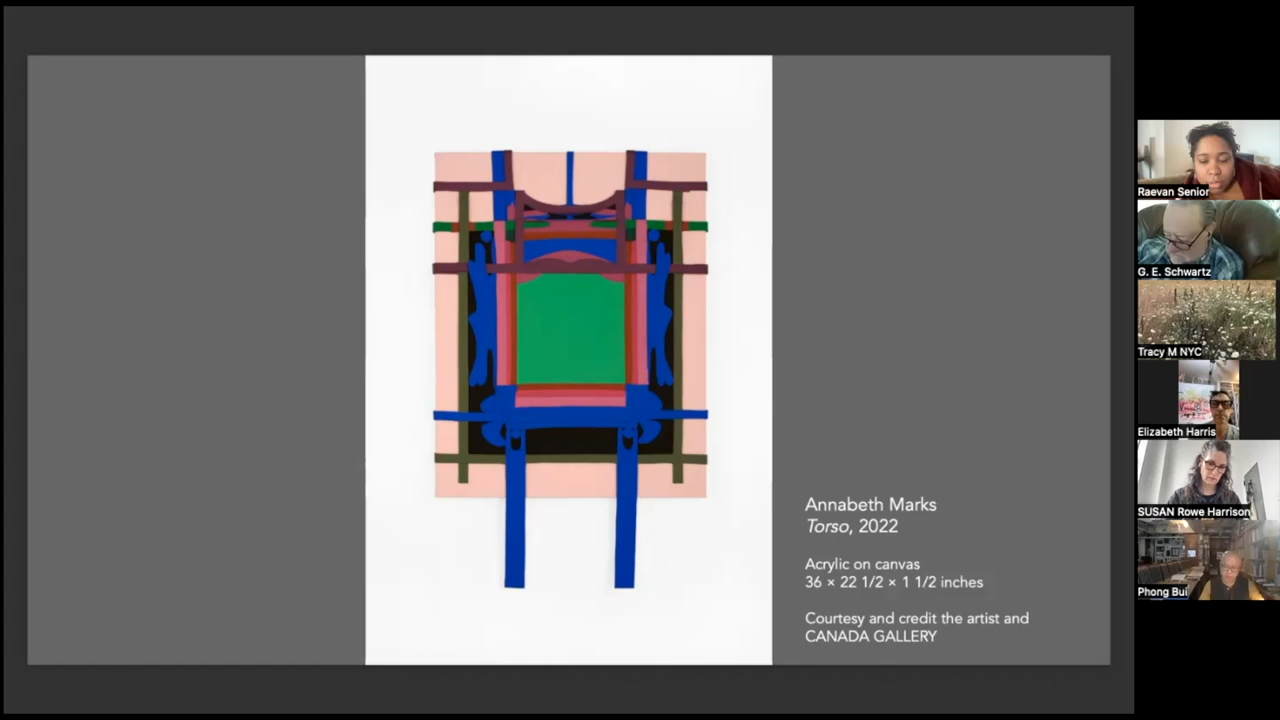 Annabeth Marks
Torso, 2022
Acrylic on canvas
36 × 22 1/2 × 1 1/2 inches
Courtesy and credit the artist and
CANADA GALLERY
Raevan Senior
G. E. Schwartz
Tracy M NYC
Elizabeth Harris
SUSAN Rowe Harrison
Phong Bui